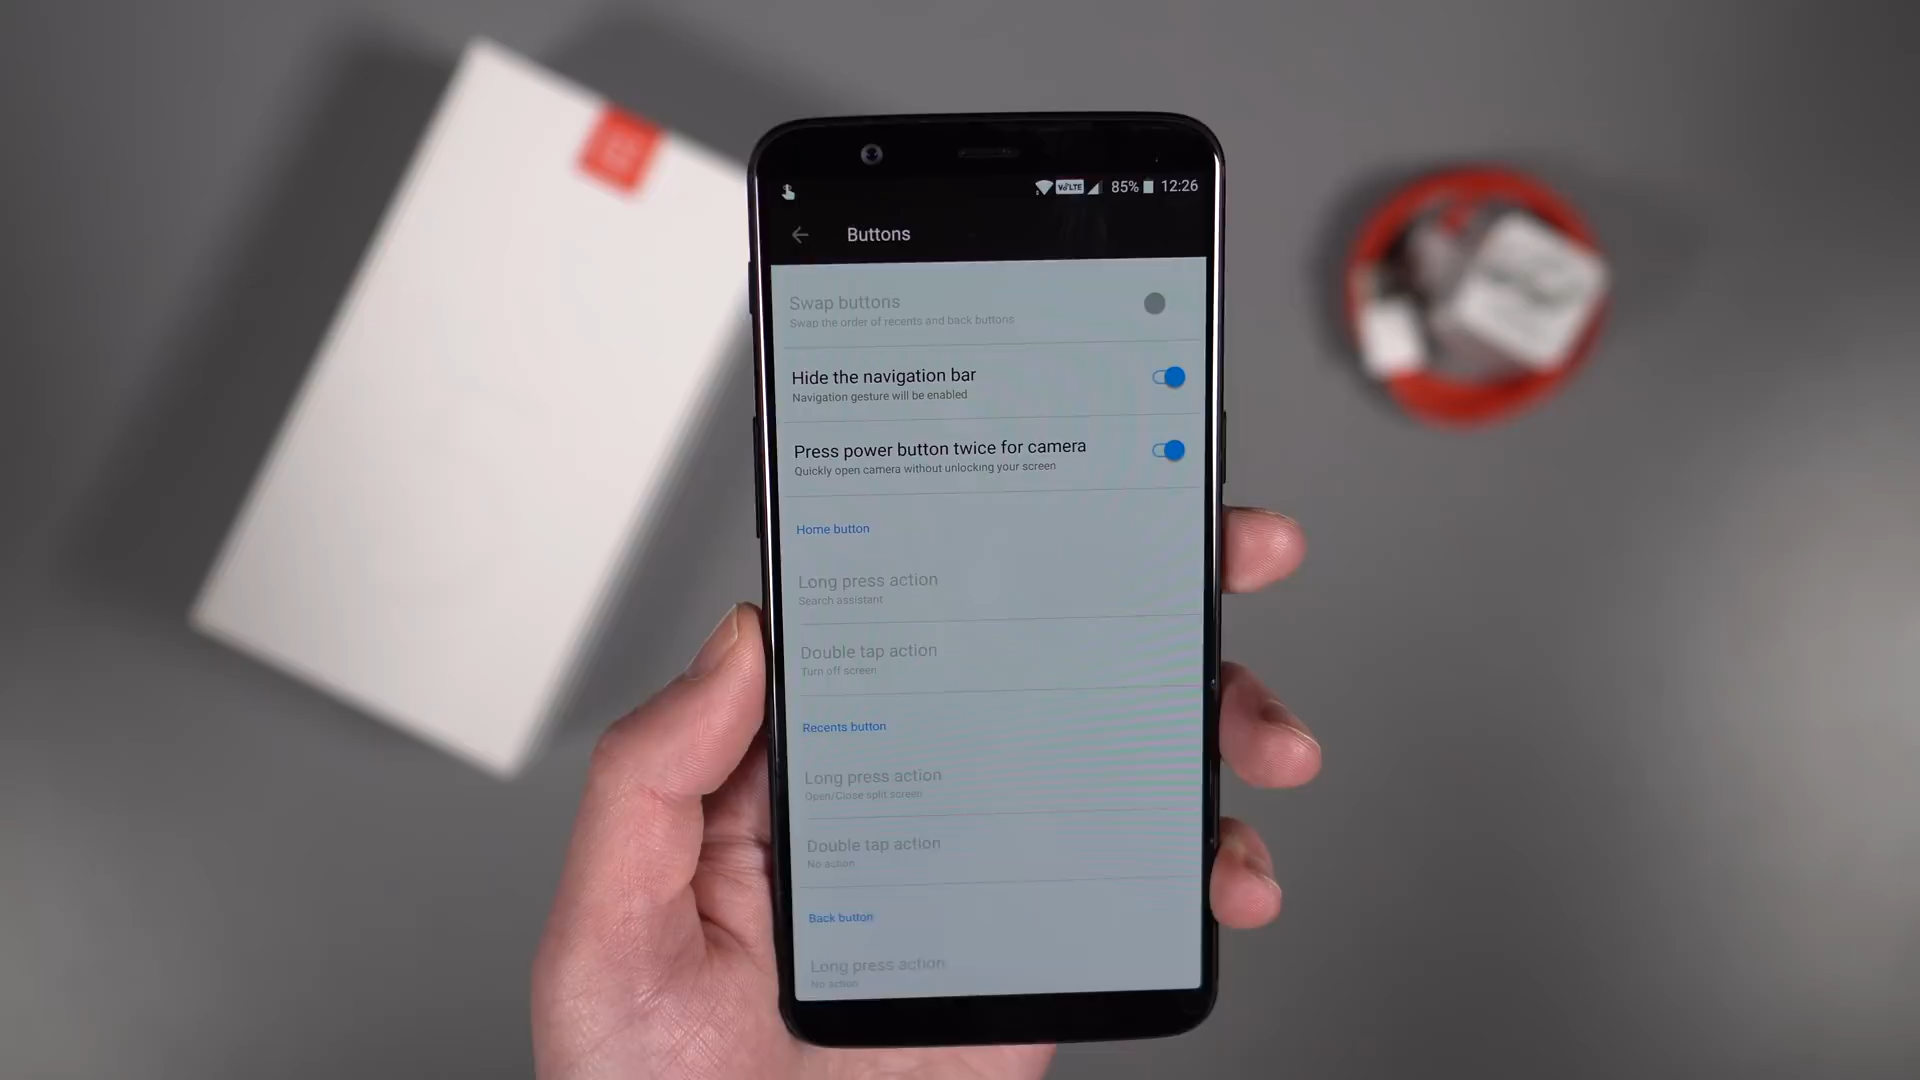 VoLTE 85% 12:26
Buttons
Swap buttons
Swap the order of recents and back buttons
Hide the navigation bar
Navigation gesture will be enabled
Press power button twice for camera
Quickly open camera without unlocking your screen
Home button
Long press action
Search assistant
Double tap action
Turn off screen
Recents button
Long press action
Open/Close split screen
Double tap action
No action
Back button
Long press action
No action